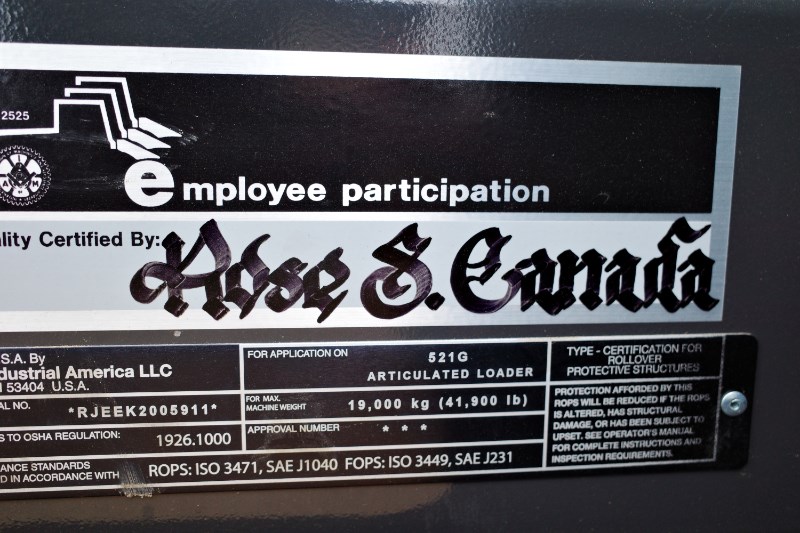 2525
employee participation
lity Certified By: Rose S. Canada
S.A. By
dustrial America LLC
53404 U.S.A.
AL NO. *RJEEK2005911*
S TO OSHA REGULATION: 1926.1000
ANCE STANDARDS
D IN ACCORDANCE WITH ROPS: ISO 3471, SAE J1040 FOPS: ISO 3449, SAE J231
FOR APPLICATION ON 521G
ARTICULATED LOADER
FOR MAX.
MACHINE WEIGHT 19,000 kg (41,900 lb)
APPROVAL NUMBER * * *
TYPE - CERTIFICATION FOR
ROLLOVER
PROTECTIVE STRUCTURES
PROTECTION AFFORDED BY THIS
ROPS WILL BE REDUCED IF THE ROPS
IS ALTERED, HAS STRUCTURAL
DAMAGE, OR HAS BEEN SUBJECT TO
UPSET. SEE OPERATOR'S MANUAL
FOR COMPLETE INSTRUCTIONS AND
INSPECTION REQUIREMENTS.